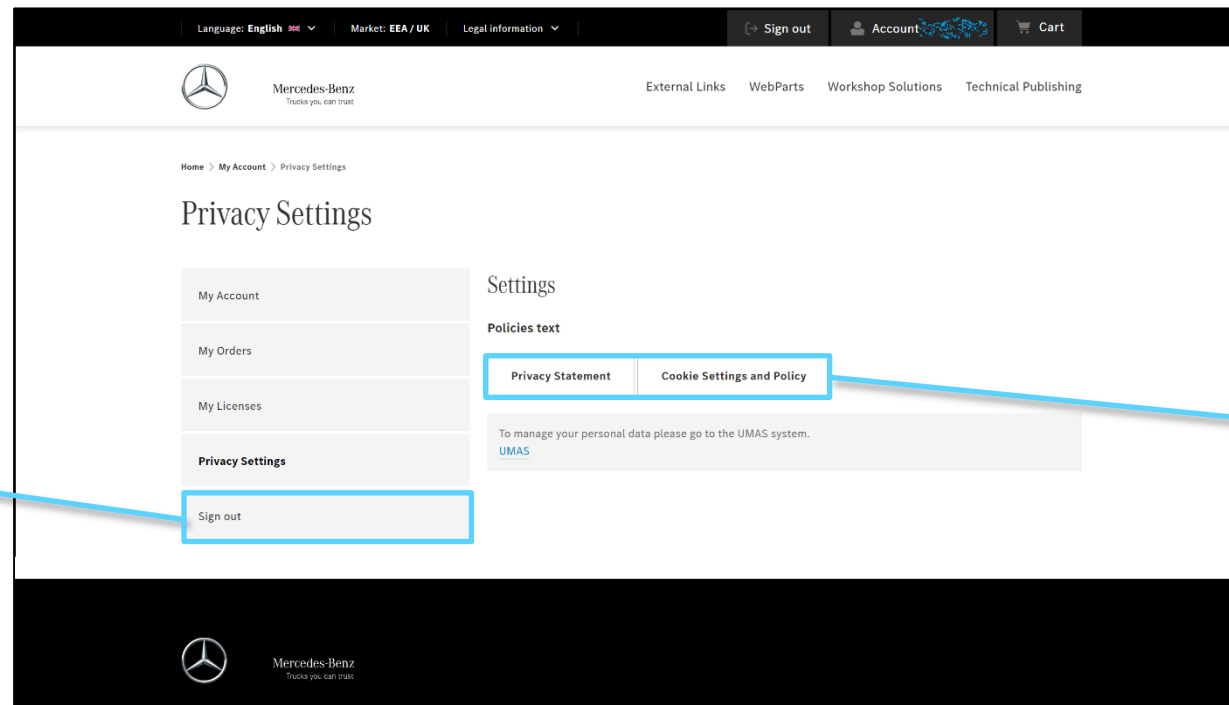 Language: English Market: EEA / UK Legal information Sign out Account Cart
Mercedes-Benz
Trucks you can trust
External Links WebParts Workshop Solutions Technical Publishing
Home > My Account > Privacy Settings
Privacy Settings
My Account
My Orders
My Licenses
Privacy Settings
Sign out
Settings
Policies text
Privacy Statement Cookie Settings and Policy
To manage your personal data please go to the UMAS system.
UMAS
Mercedes-Benz
Trucks you can trust